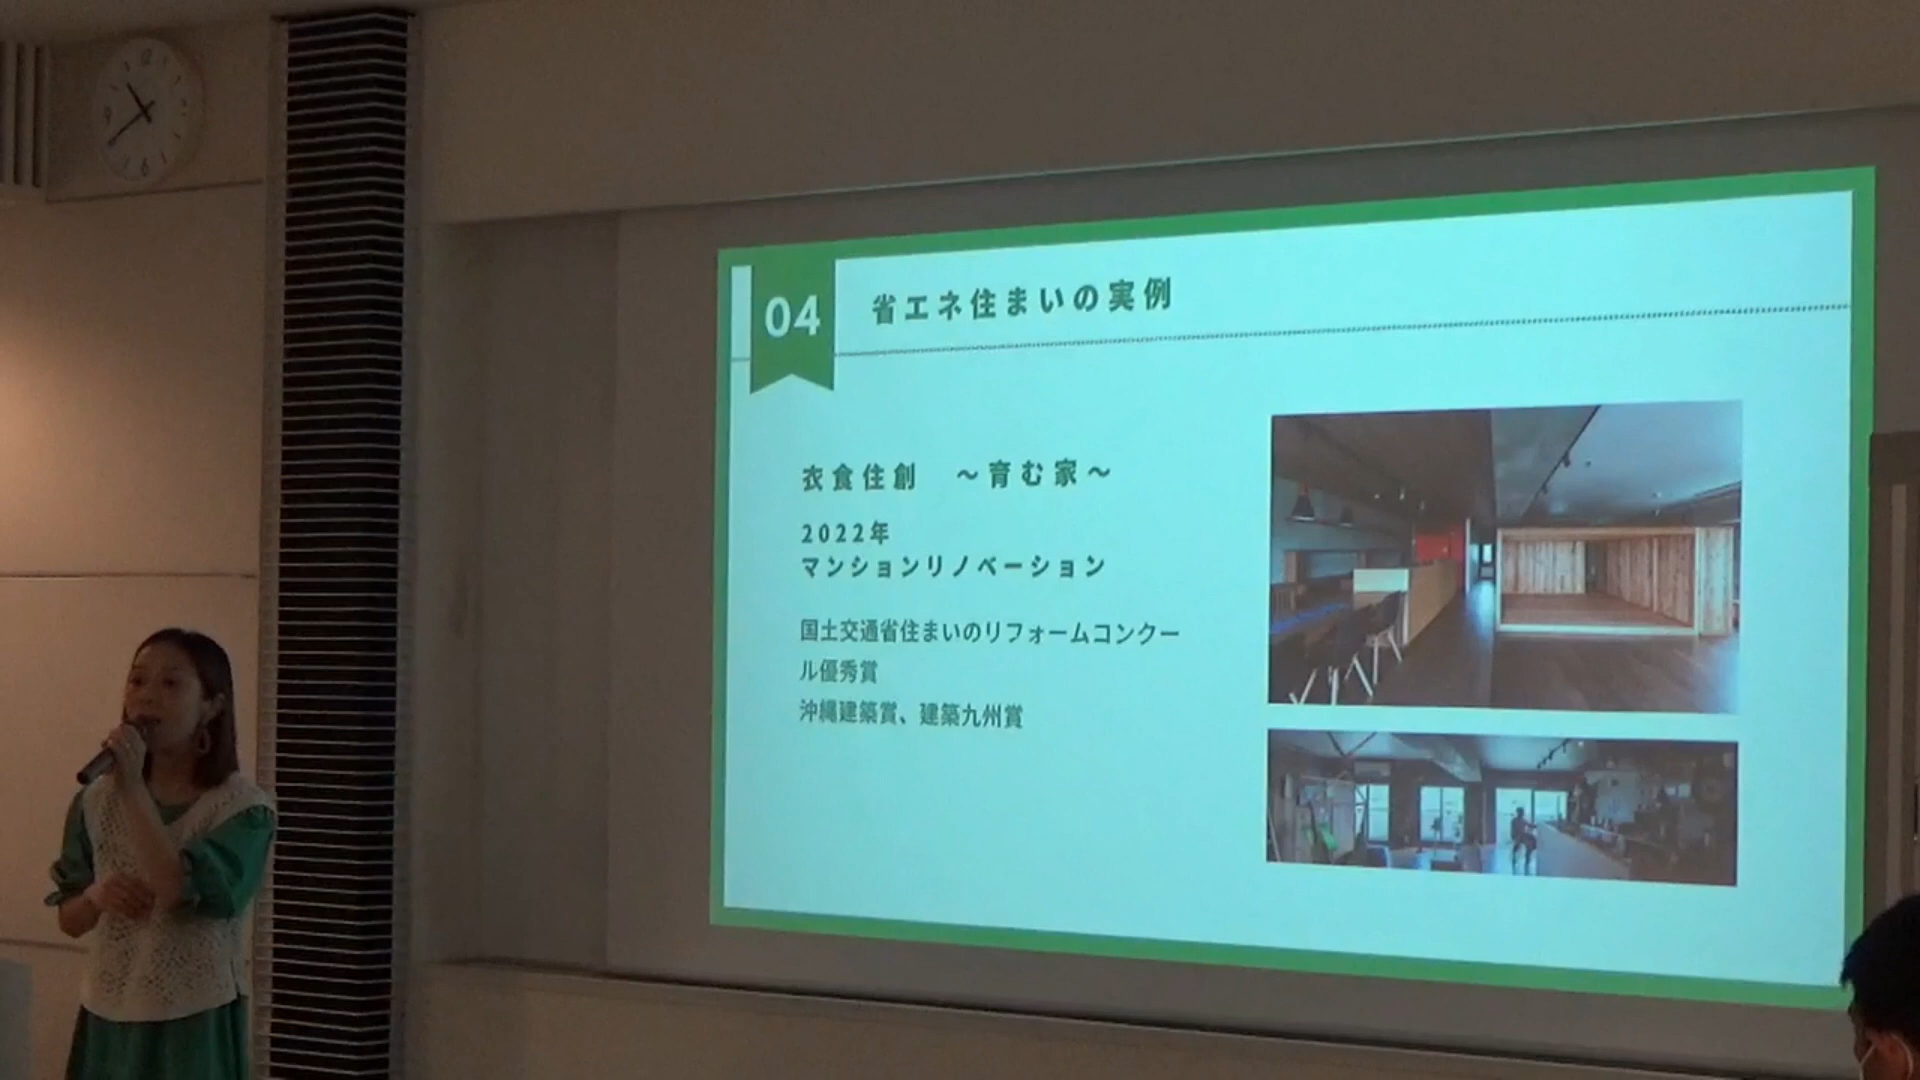 04
省エネ住まいの実例
衣食住創　～育む家～
2022年
マンションリノベーション
国土交通省住まいのリフォームコンクー
ル優秀賞
沖縄建築賞、建築九州賞